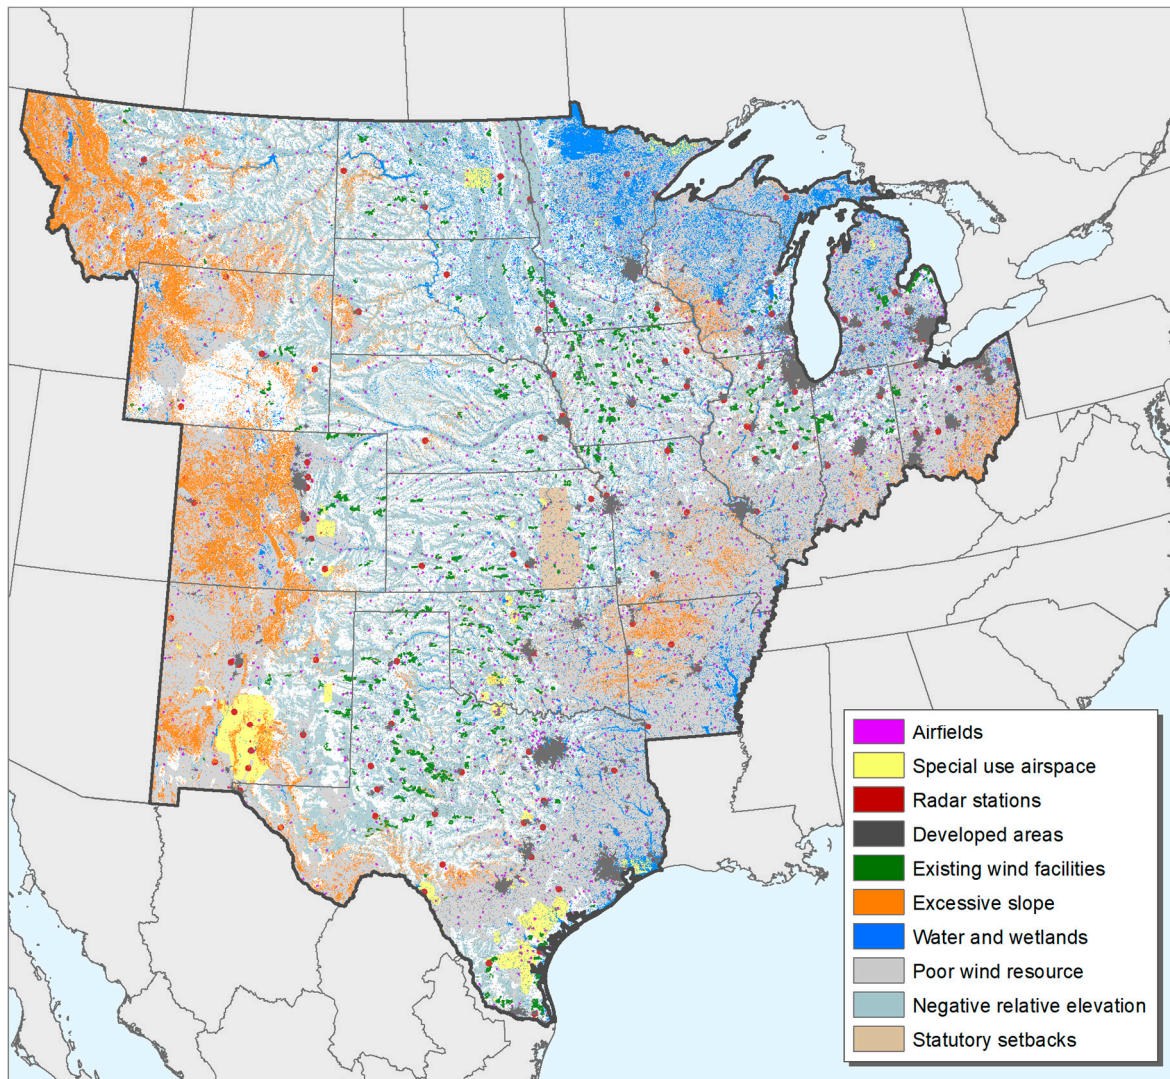 Airfields
Special use airspace
Radar stations
Developed areas
Existing wind facilities
Excessive slope
Water and wetlands
Poor wind resource
Negative relative elevation
Statutory setbacks